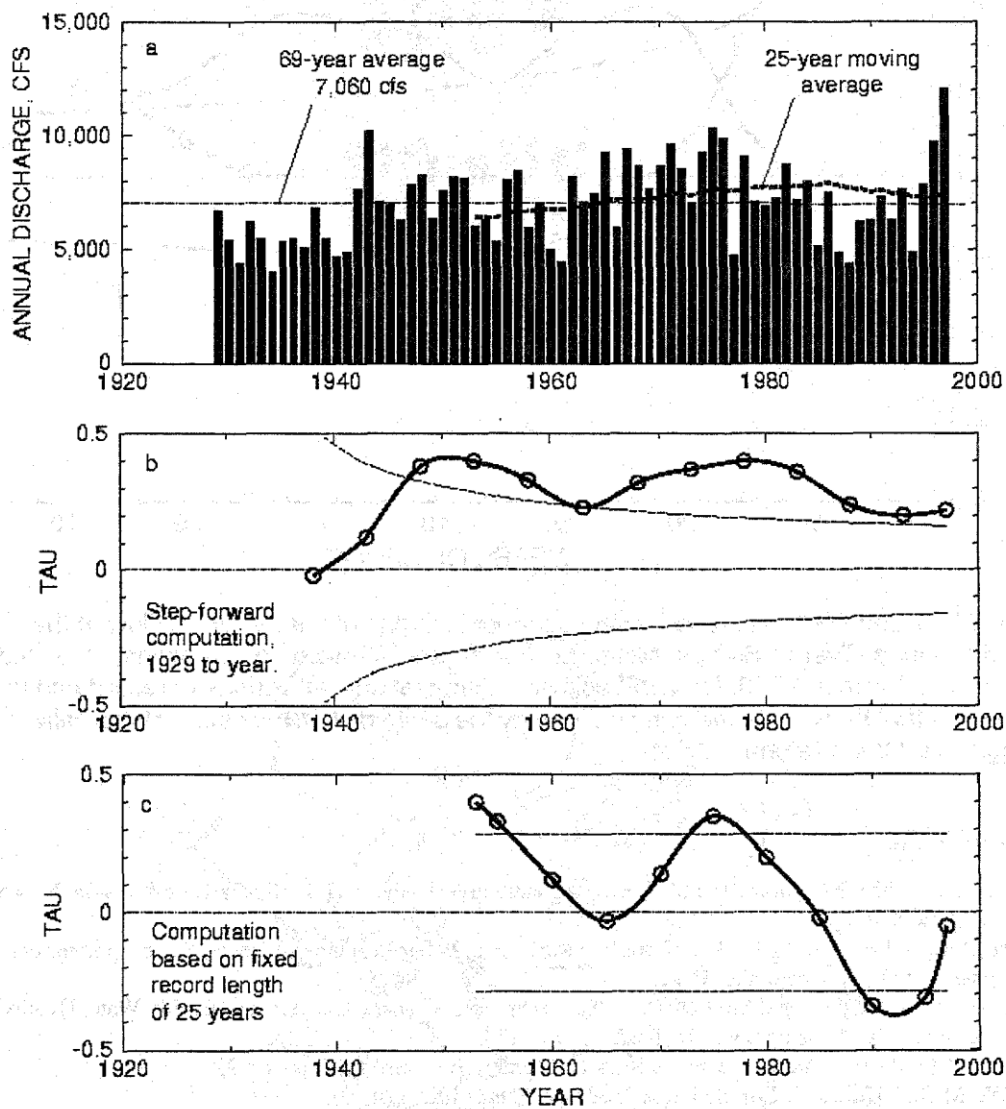 15,000
a
69-year average
7,060 cfs
25-year moving
average
10,000
5,000
0
ANNUAL DISCHARGE, CFS
1920
1940
1960
1980
2000
0.5
b
0
TAU
Step-forward
computation,
1929 to year.
-0.5
1920
1940
1960
1980
2000
0.5
c
0
TAU
Computation
based on fixed
record length
of 25 years
-0.5
1920
1940
1960
1980
2000
YEAR